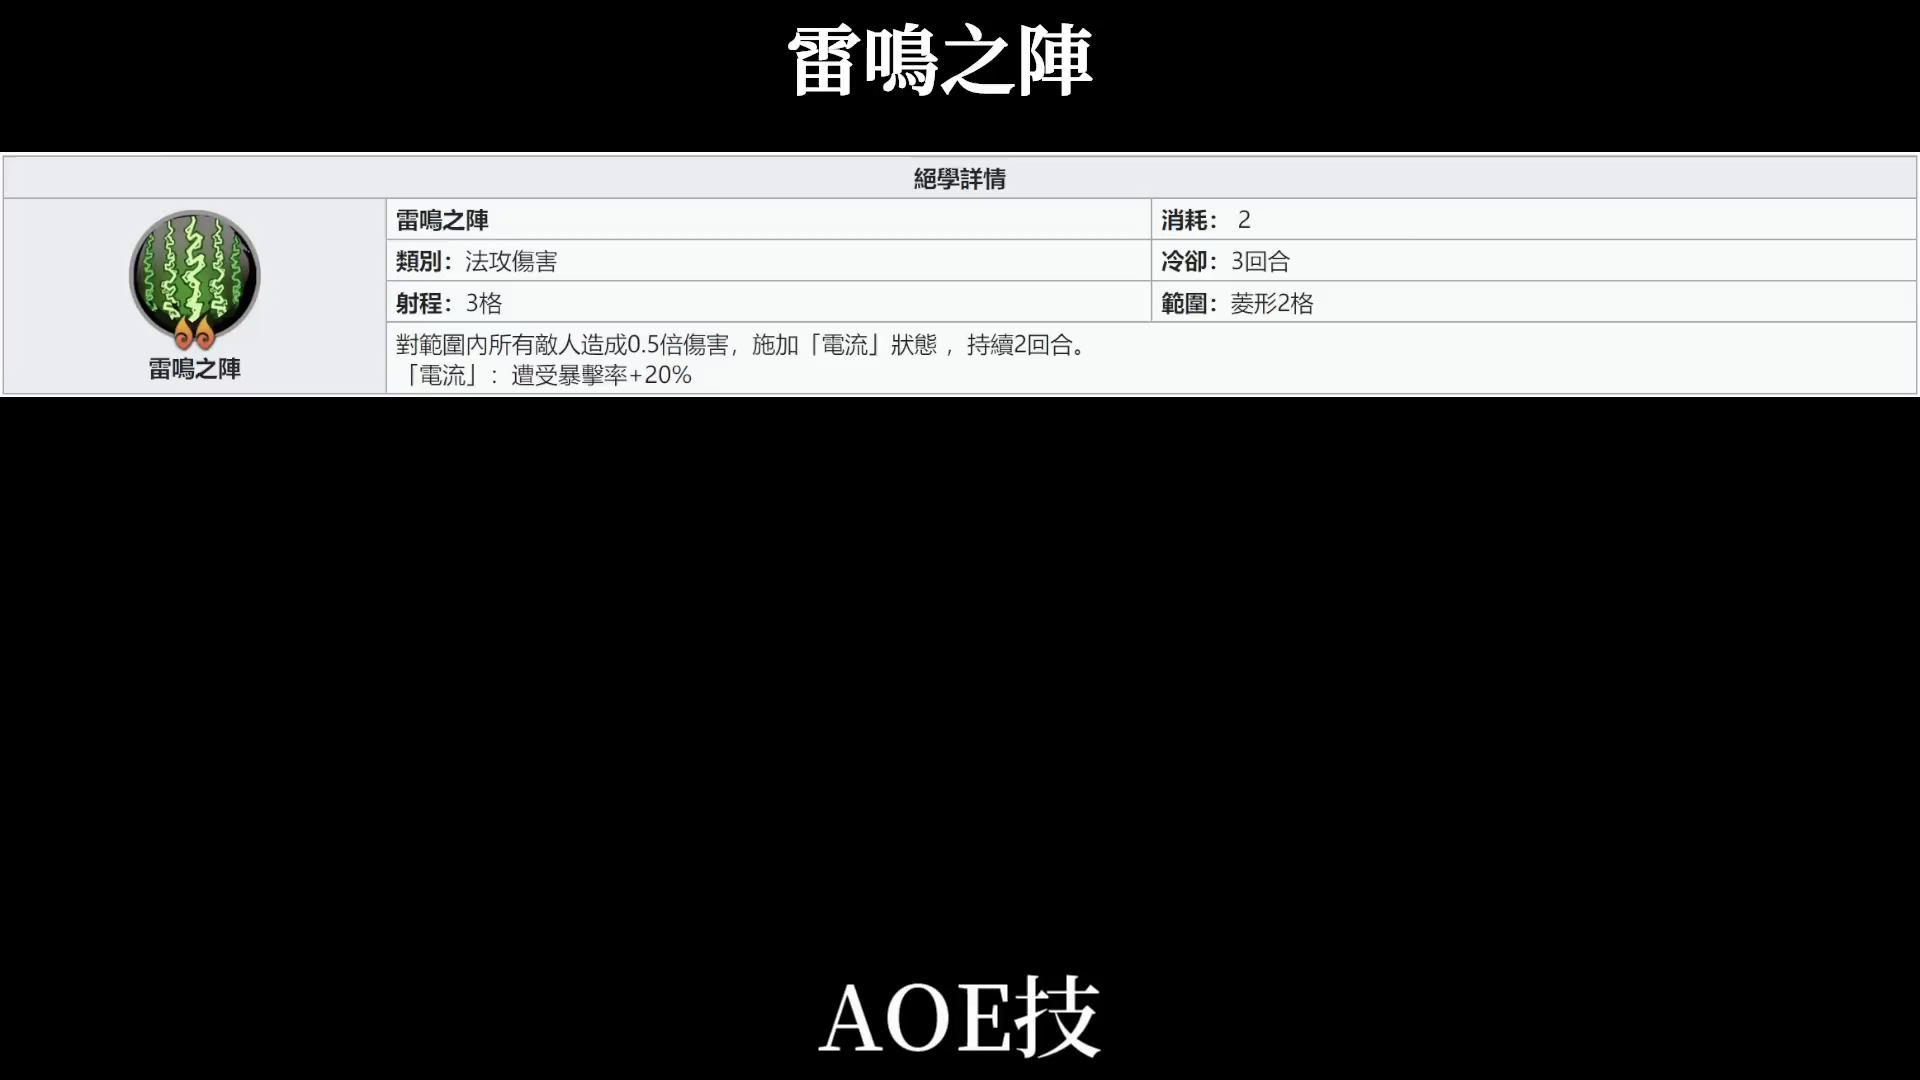 雷鳴之陣
絕學詳情
雷鳴之陣
雷鳴之陣
消耗： 2
類別：法攻傷害
冷卻：3回合
射程：3格
範圍：菱形2格
對範圍內所有敵人造成0.5倍傷害，施加「電流」狀態 ，持續2回合。
「電流」：遭受暴擊率+20%
AOE技